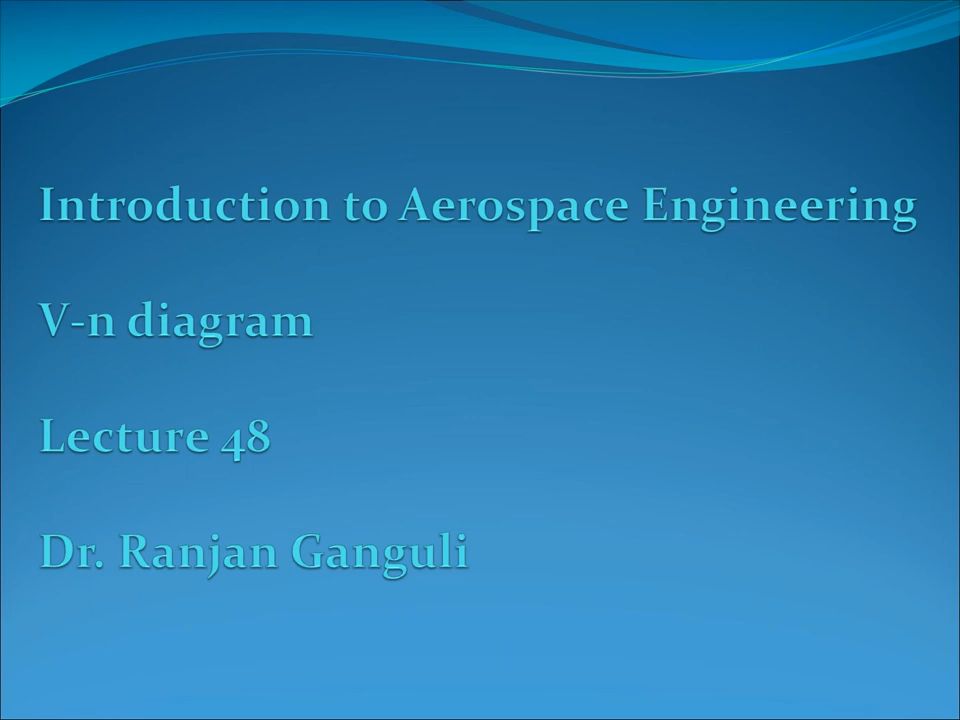 Introduction to Aerospace Engineering
V-n diagram
Lecture 48
Dr. Ranjan Ganguli